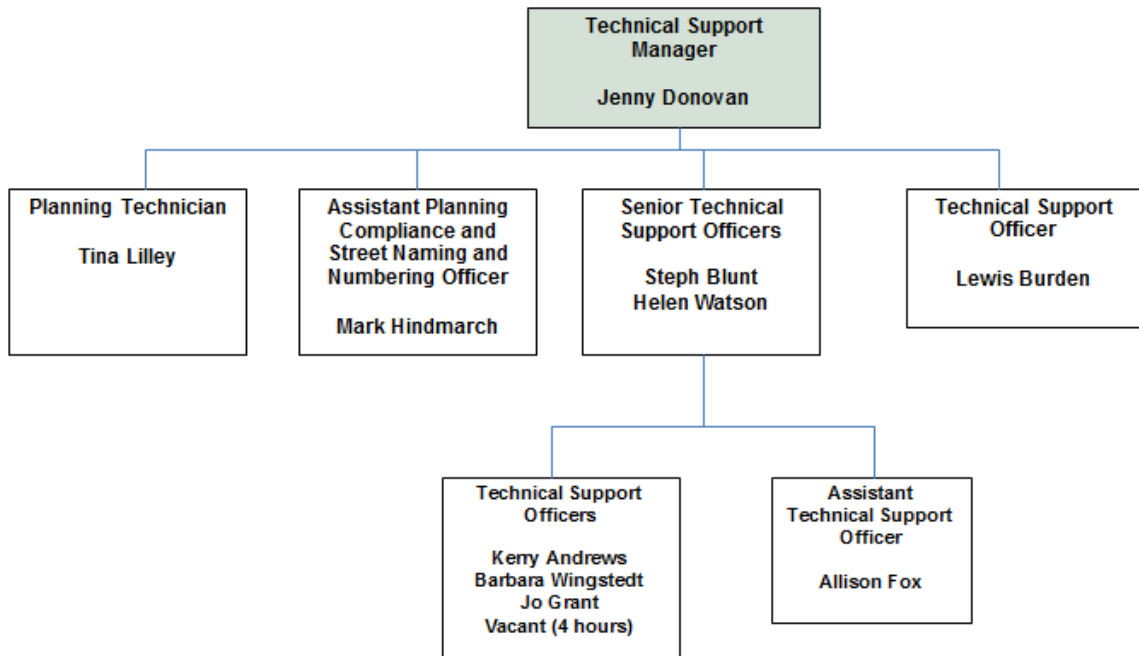 Technical Support
Manager
Jenny Donovan
Planning Technician
Tina Lilley
Assistant Planning
Compliance and
Street Naming and
Numbering Officer
Mark Hindmarch
Senior Technical
Support Officers
Steph Blunt
Helen Watson
Technical Support
Officer
Lewis Burden
Technical Support
Officers
Kerry Andrews
Barbara Wingstedt
Jo Grant
Vacant (4 hours)
Assistant
Technical Support
Officer
Allison Fox